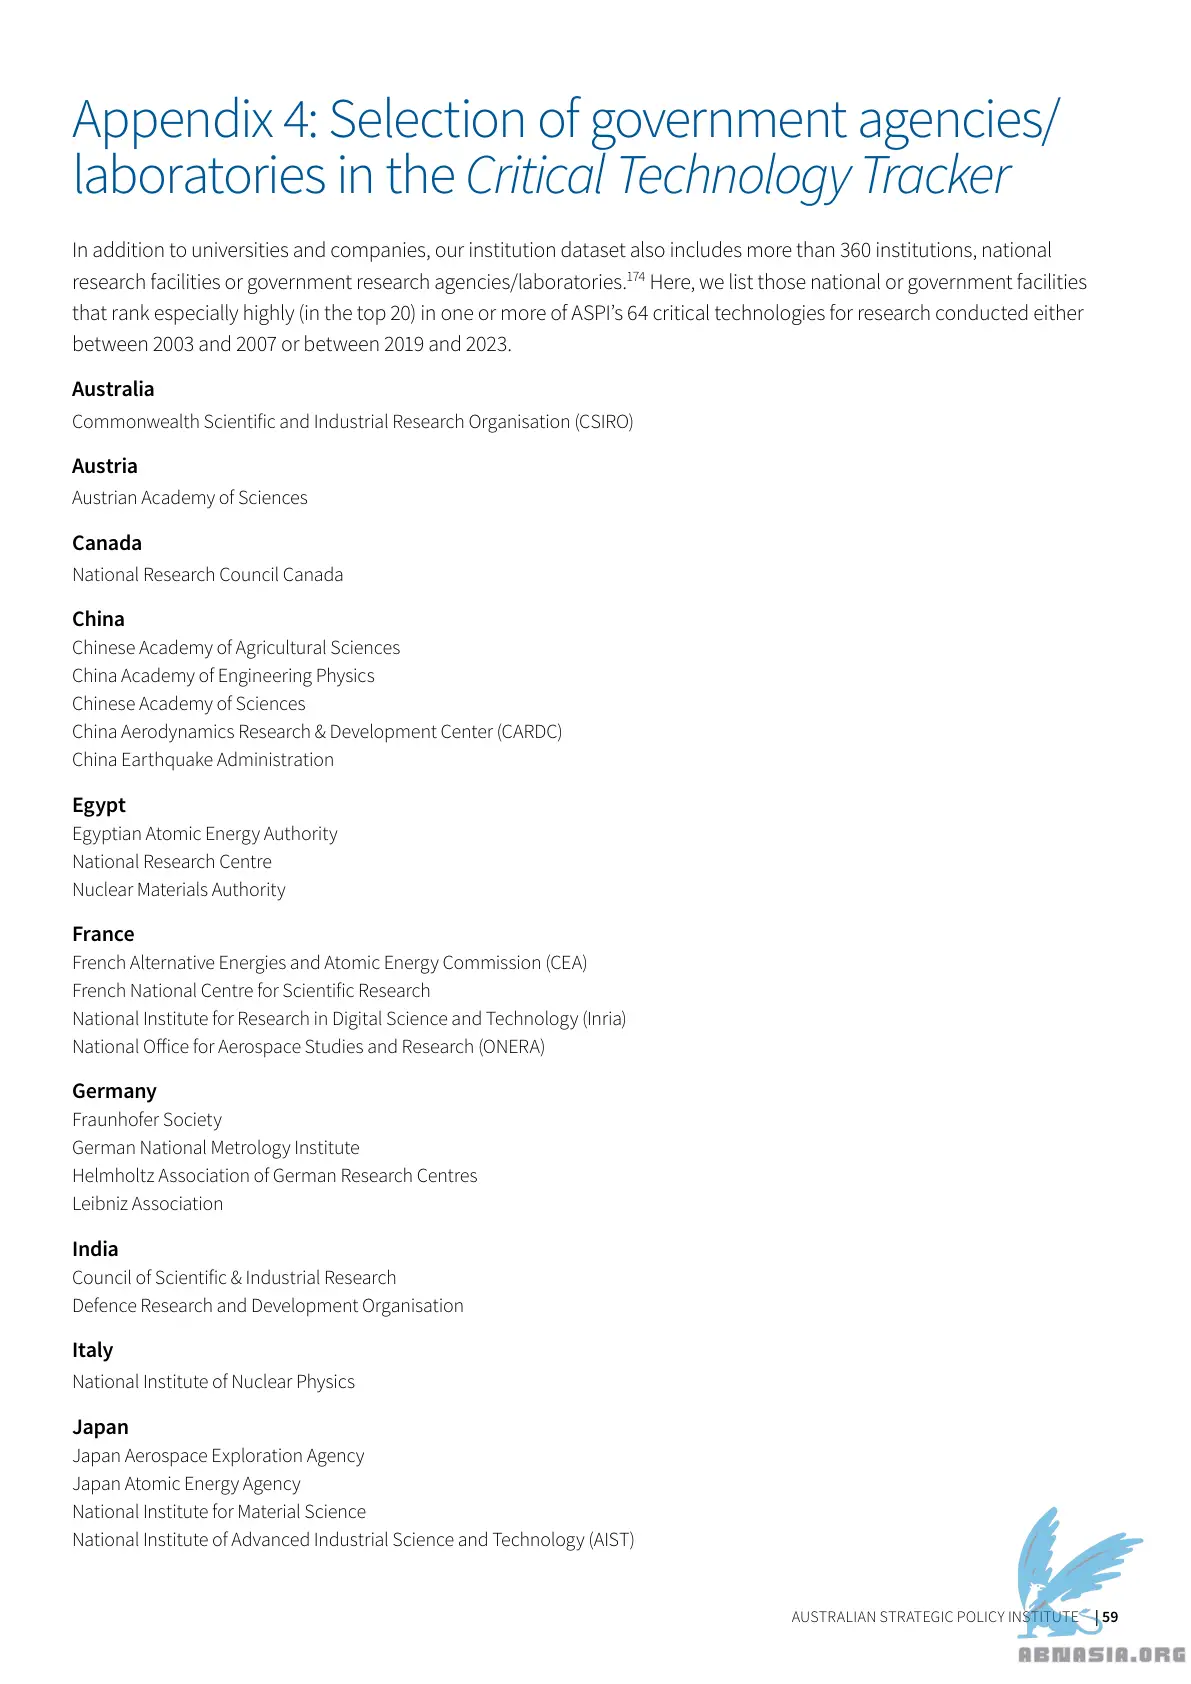 Appendix 4: Selection of government agencies/
laboratories in the Critical Technology Tracker
In addition to universities and companies, our institution dataset also includes more than 360 institutions, national
research facilities or government research agencies/laboratories.174 Here, we list those national or government facilities
that rank especially highly (in the top 20) in one or more of ASPI’s 64 critical technologies for research conducted either
between 2003 and 2007 or between 2019 and 2023.
Australia
Commonwealth Scientific and Industrial Research Organisation (CSIRO)
Austria
Austrian Academy of Sciences
Canada
National Research Council Canada
China
Chinese Academy of Agricultural Sciences
China Academy of Engineering Physics
Chinese Academy of Sciences
China Aerodynamics Research & Development Center (CARDC)
China Earthquake Administration
Egypt
Egyptian Atomic Energy Authority
National Research Centre
Nuclear Materials Authority
France
French Alternative Energies and Atomic Energy Commission (CEA)
French National Centre for Scientific Research
National Institute for Research in Digital Science and Technology (Inria)
National Office for Aerospace Studies and Research (ONERA)
Germany
Fraunhofer Society
German National Metrology Institute
Helmholtz Association of German Research Centres
Leibniz Association
India
Council of Scientific & Industrial Research
Defence Research and Development Organisation
Italy
National Institute of Nuclear Physics
Japan
Japan Aerospace Exploration Agency
Japan Atomic Energy Agency
National Institute for Material Science
National Institute of Advanced Industrial Science and Technology (AIST)
AUSTRALIAN STRATEGIC POLICY INSTITUTE | 59
ABNASIA.ORG